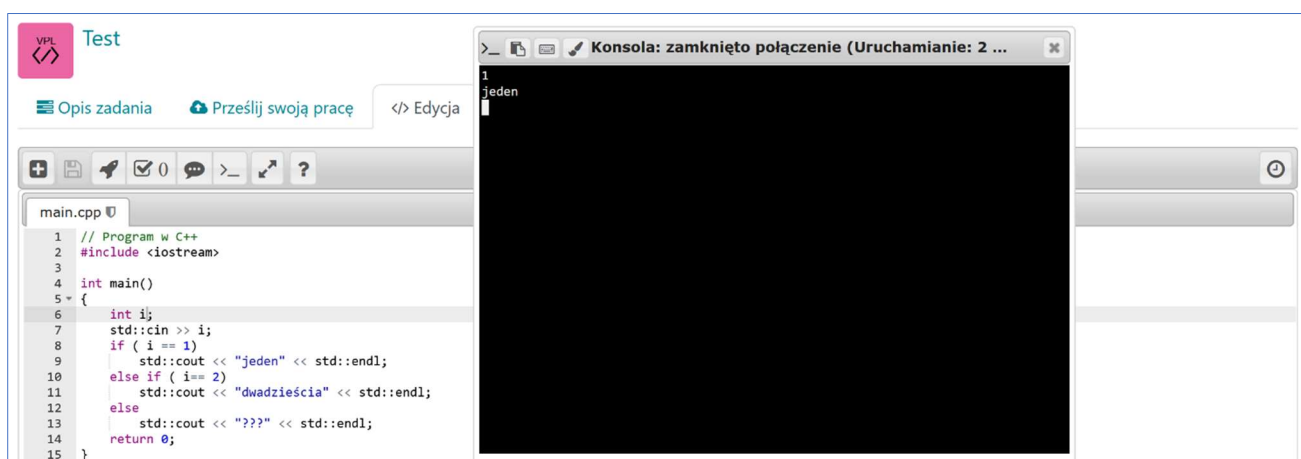 VPL
</>
Test
Opis zadania
Prześlij swoją pracę
</> Edycja
>_ Konsola: zamknięto połączenie (Uruchamianie: 2 ...
1
jeden
0
>_
?
main.cpp
1 // Program w C++
2 #include <iostream>
3
4 int main()
5 {
6     int i;
7     std::cin >> i;
8     if ( i == 1)
9         std::cout << "jeden" << std::endl;
10     else if ( i== 2)
11         std::cout << "dwadzieścia" << std::endl;
12     else
13         std::cout << "???" << std::endl;
14     return 0;
15 }